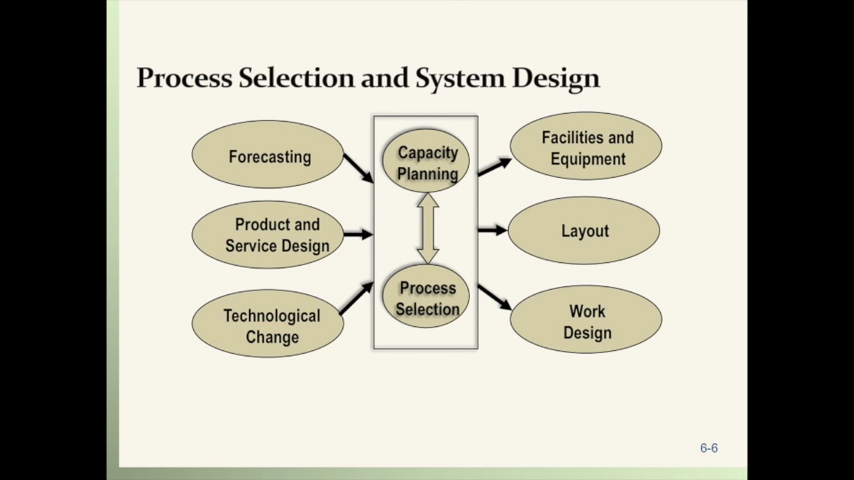 Process Selection and System Design
Forecasting
Product and
Service Design
Technological
Change
Capacity
Planning
Process
Selection
Facilities and
Equipment
Layout
Work
Design
6-6